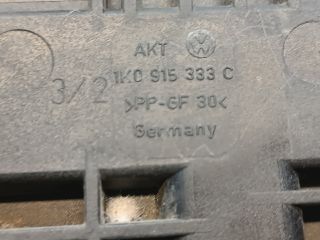 AKT
3/2 1K0 915 333 C
>PP-GF 30<
Germany